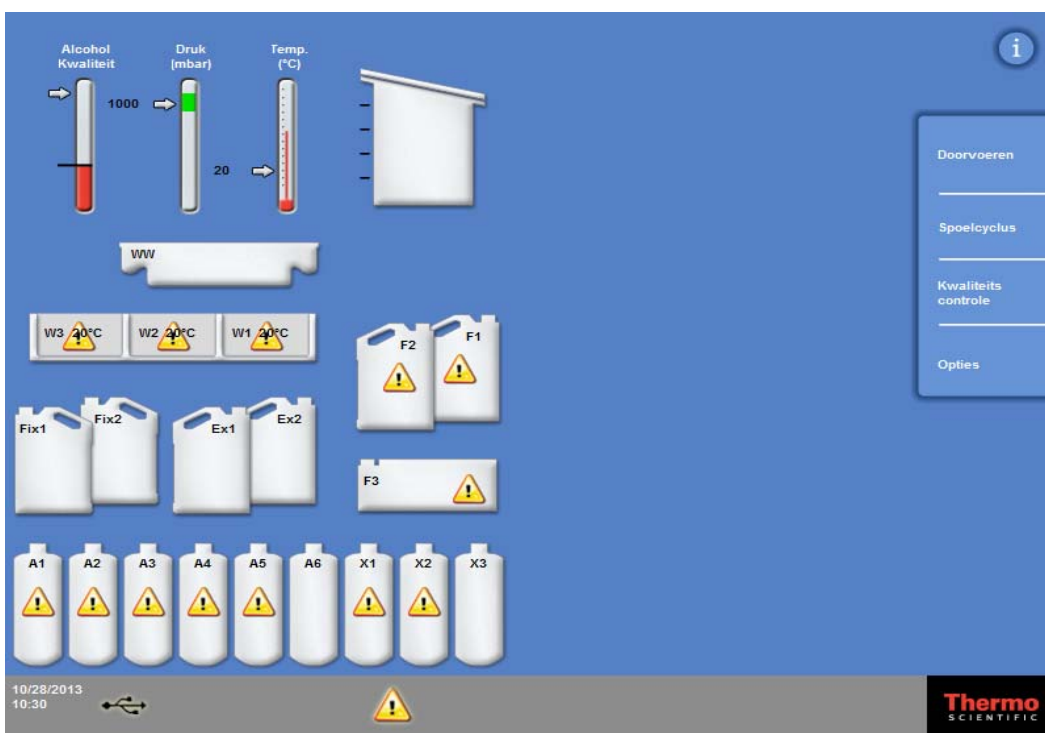 Alcohol
Kwaliteit
Druk
(mbar)
Temp.
(°C)
i
1000
20
WW
W3 20°C
W2 20°C
W1 20°C
F2
F1
Fix1
Fix2
Ex1
Ex2
F3
A1
A2
A3
A4
A5
A6
X1
X2
X3
Doorvoeren
Spoelcyclus
Kwaliteits
controle
Opties
10/28/2013
10:30
Thermo
SCIENTIFIC